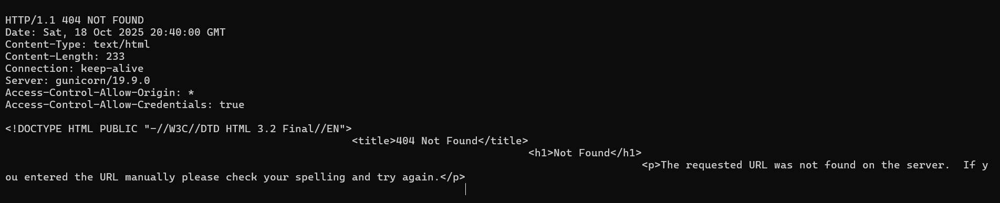 HTTP/1.1 404 NOT FOUND
Date: Sat, 18 Oct 2025 20:40:00 GMT
Content-Type: text/html
Content-Length: 233
Connection: keep-alive
Server: gunicorn/19.9.0
Access-Control-Allow-Origin: *
Access-Control-Allow-Credentials: true

<!DOCTYPE HTML PUBLIC "-//W3C//DTD HTML 3.2 Final//EN">
<title>404 Not Found</title>
<h1>Not Found</h1>
<p>The requested URL was not found on the server.  If y
ou entered the URL manually please check your spelling and try again.</p>